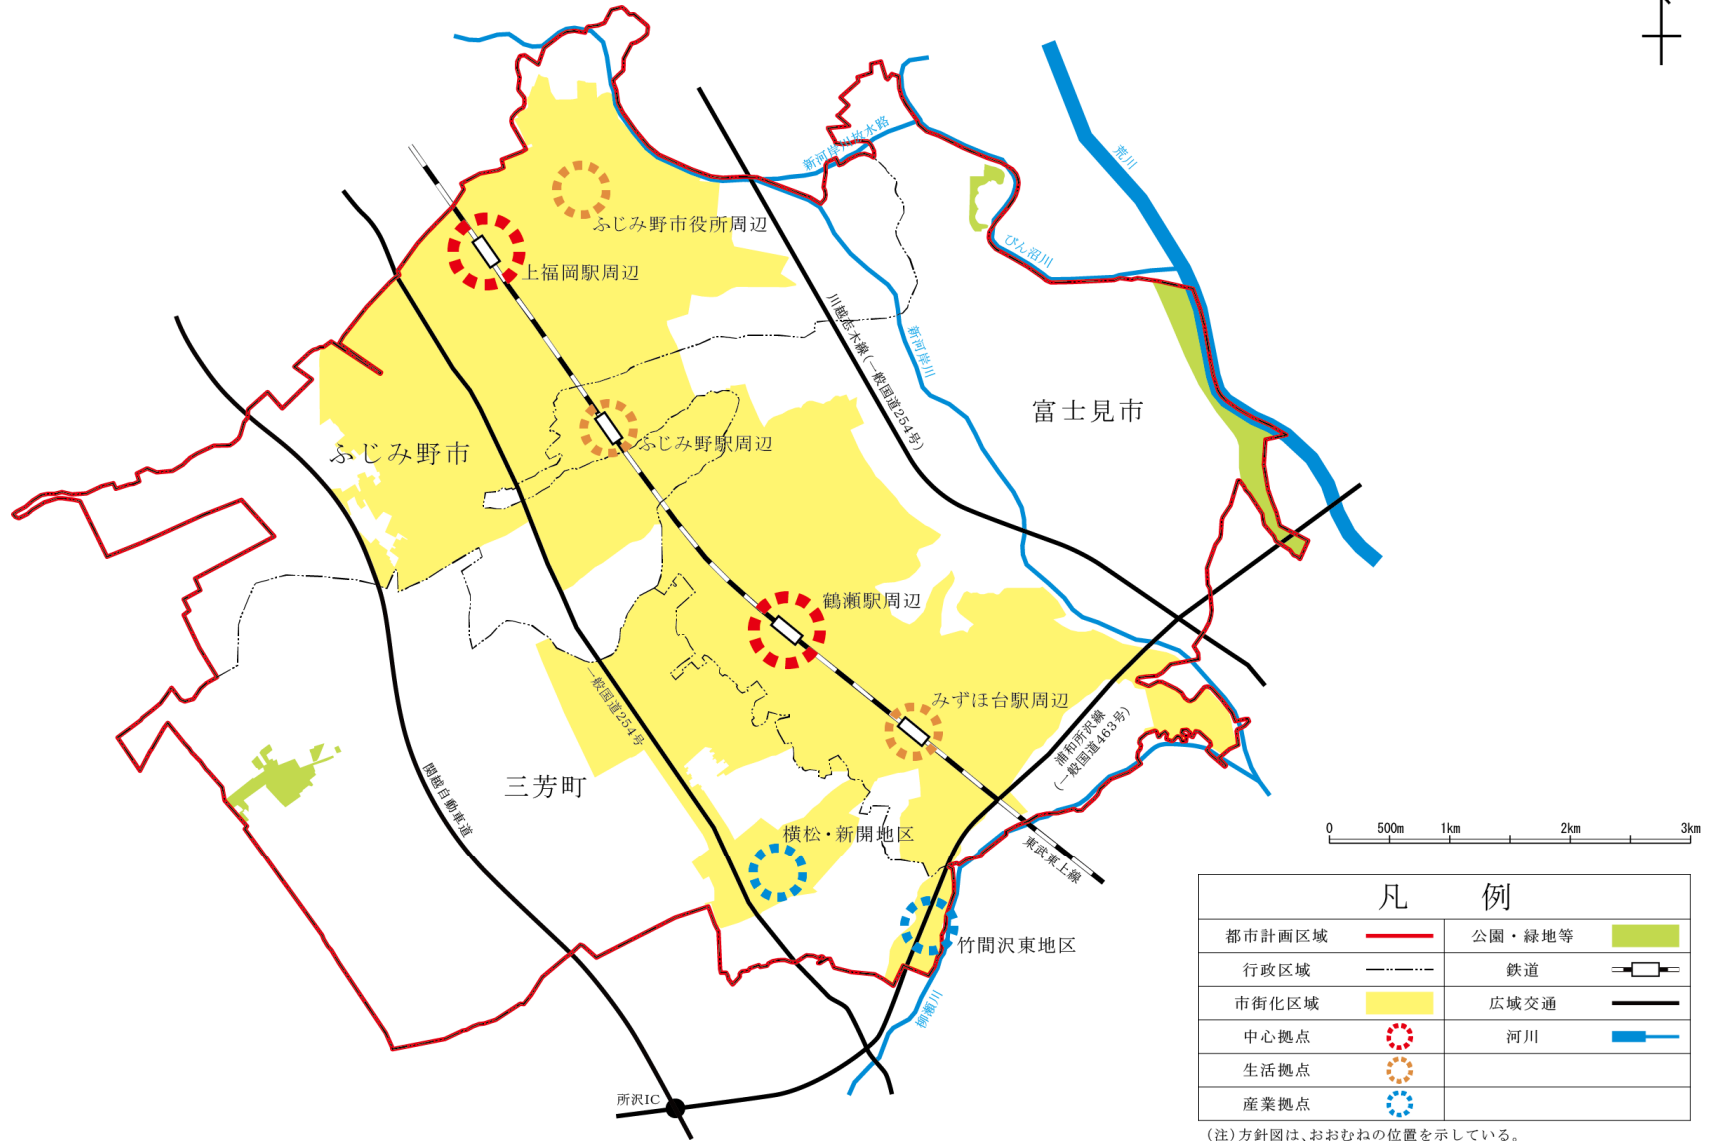 新河岸川放水路
荒川
ふじみ野市役所周辺
びん沼川
上福岡駅周辺
川越志木線(一般国道254号)
新河岸川
富士見市
ふじみ野駅周辺
ふじみ野市
鶴瀬駅周辺
みずほ台駅周辺
一般国道254号
浦和所沢線
(一般国道463号)
三芳町
関越自動車道
横松・新開地区
東武東上線
竹間沢東地区
柳瀬川
所沢IC
0 500m 1km 2km 3km
凡 例
都市計画区域 公園・緑地等
行政区域 鉄道
市街化区域 広域交通
中心拠点 河川
生活拠点
産業拠点
(注)方針図は、おおむねの位置を示している。